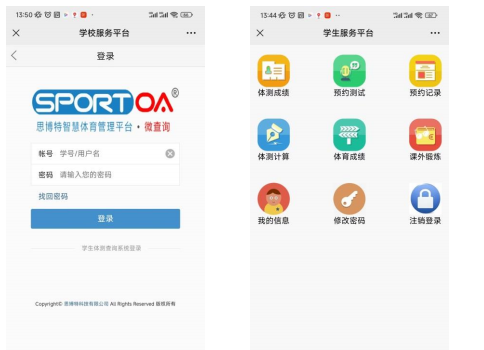 13:50
学校服务平台
登录
SPORTOA®
思博特智慧体育管理平台·微查询
帐号 学号/用户名
密码 请输入您的密码
找回密码
登录
学生体测查询系统登录
Copyright© 思博特科技有限公司 All Rights Reserved 版权所有
13:44
学生服务平台
体测成绩 预约测试 预约记录
体测计算 体育成绩 课外锻炼
我的信息 修改密码 注销登录